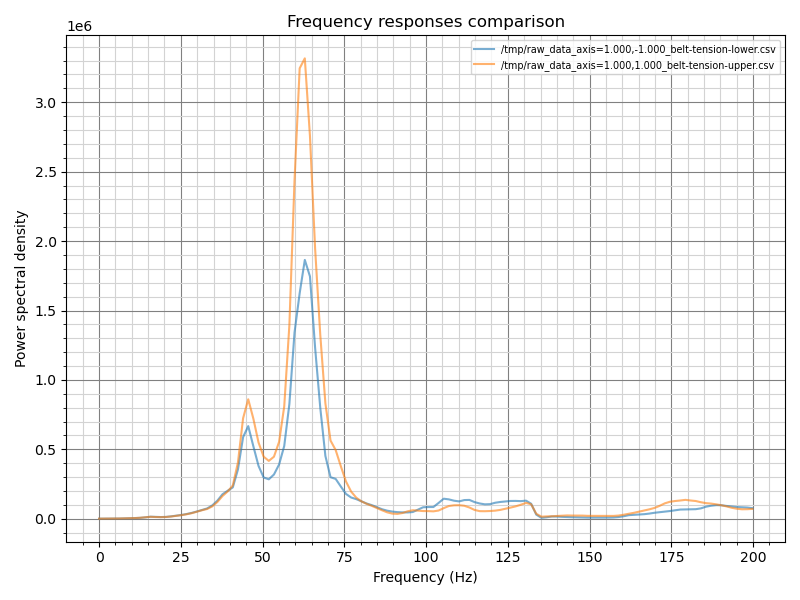 Frequency responses comparison
1e6
/tmp/raw_data_axis=1.000,-1.000_belt-tension-lower.csv
/tmp/raw_data_axis=1.000,1.000_belt-tension-upper.csv
3.0
2.5
2.0
1.5
1.0
0.5
0.0
Power spectral density
0 25 50 75 100 125 150 175 200
Frequency (Hz)